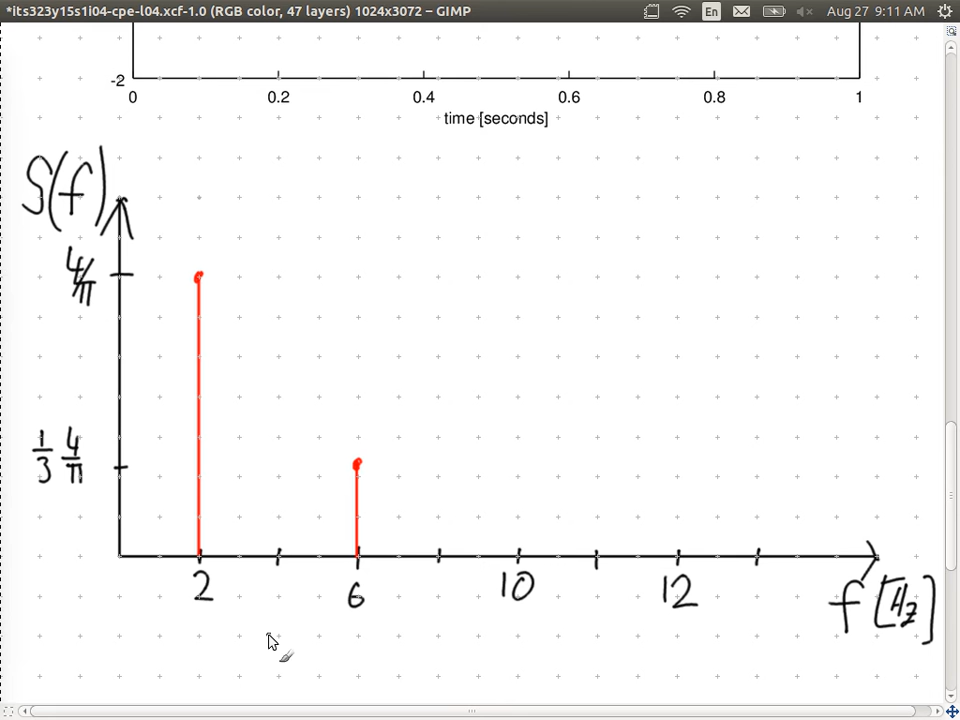 *its323y15s1i04-cpe-l04.xcf-1.0 (RGB color, 47 layers) 1024x3072 – GIMP
En
Aug 27 9:11 AM
-2
0 0.2 0.4 0.6 0.8 1
time [seconds]
S(f)
4/π
1/3 4/π
2 6 10 12
f [Hz]